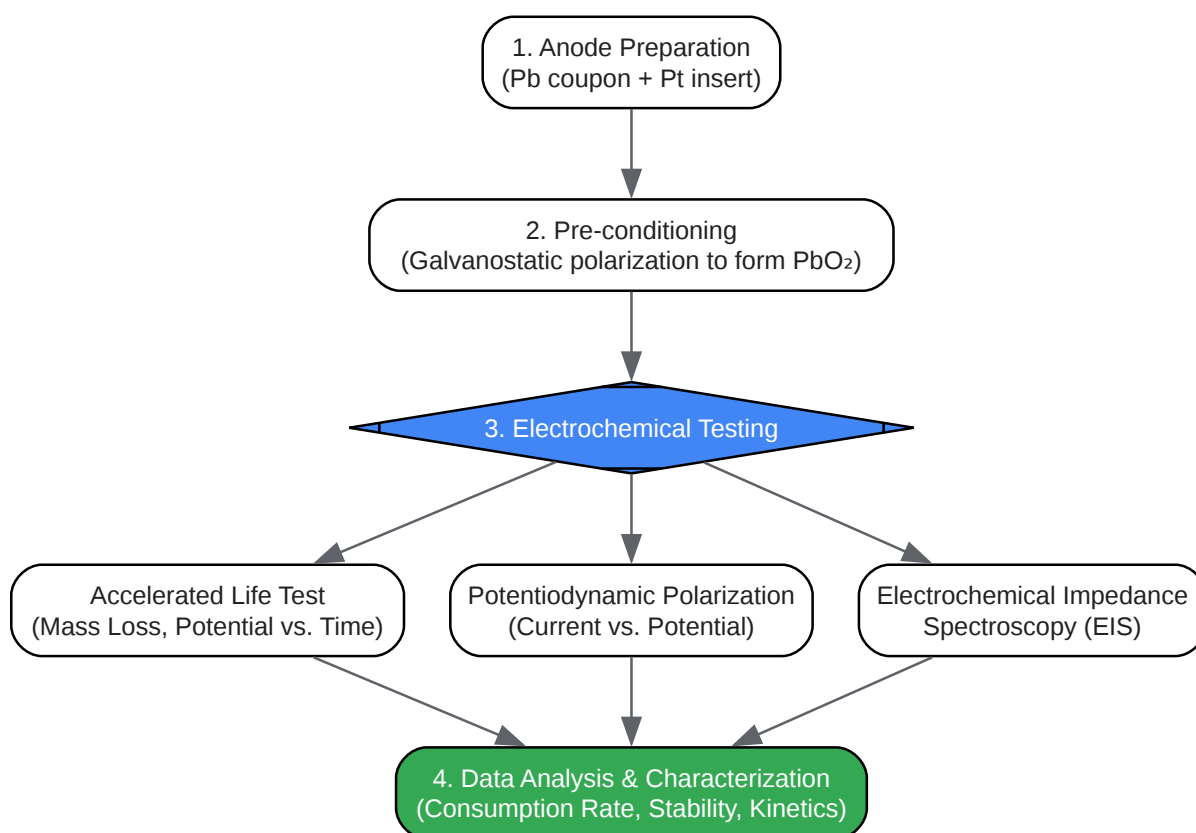 1. Anode Preparation
(Pb coupon + Pt insert)
2. Pre-conditioning
(Galvanostatic polarization to form PbO₂)
3. Electrochemical Testing
Accelerated Life Test
(Mass Loss, Potential vs. Time)
Potentiodynamic Polarization
(Current vs. Potential)
Electrochemical Impedance
Spectroscopy (EIS)
4. Data Analysis & Characterization
(Consumption Rate, Stability, Kinetics)